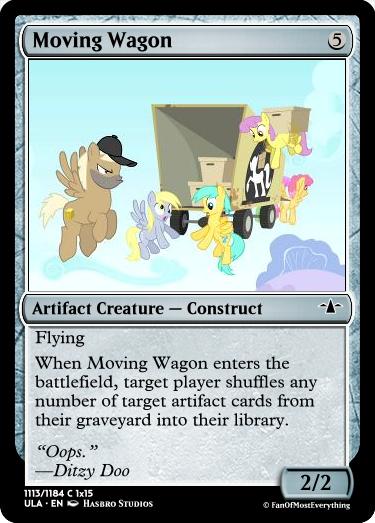 Moving Wagon 5
Artifact Creature — Construct
Flying
When Moving Wagon enters the
battlefield, target player shuffles any
number of target artifact cards from
their graveyard into their library.
“Oops.”
—Ditzy Doo
2/2
1113/1184 C 1x15
ULA • EN Hasbro Studios
© FanOfMostEverything